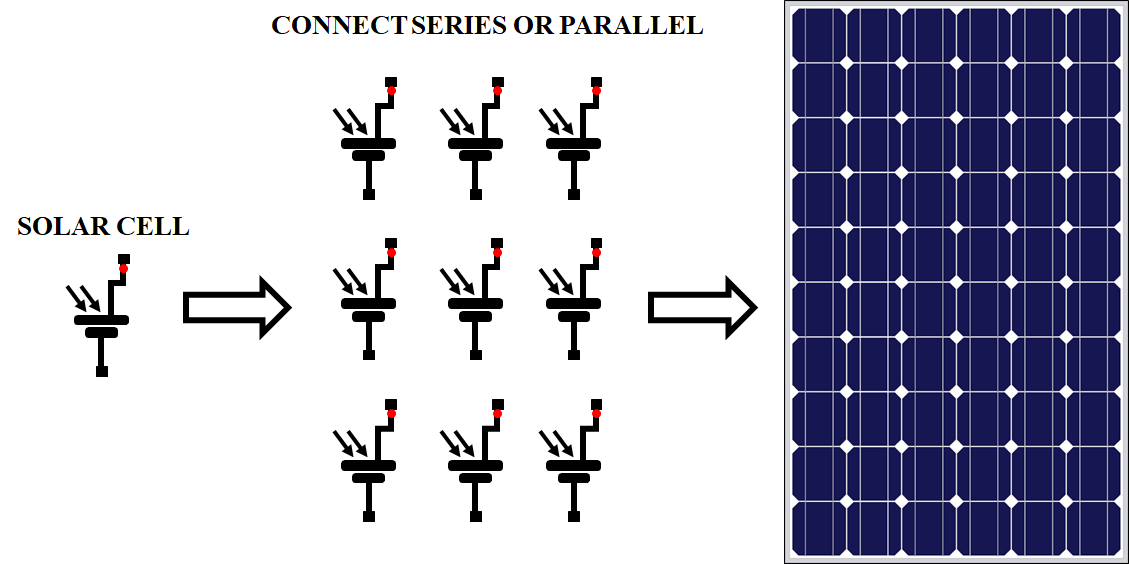 CONNECT SERIES OR PARALLEL
SOLAR CELL